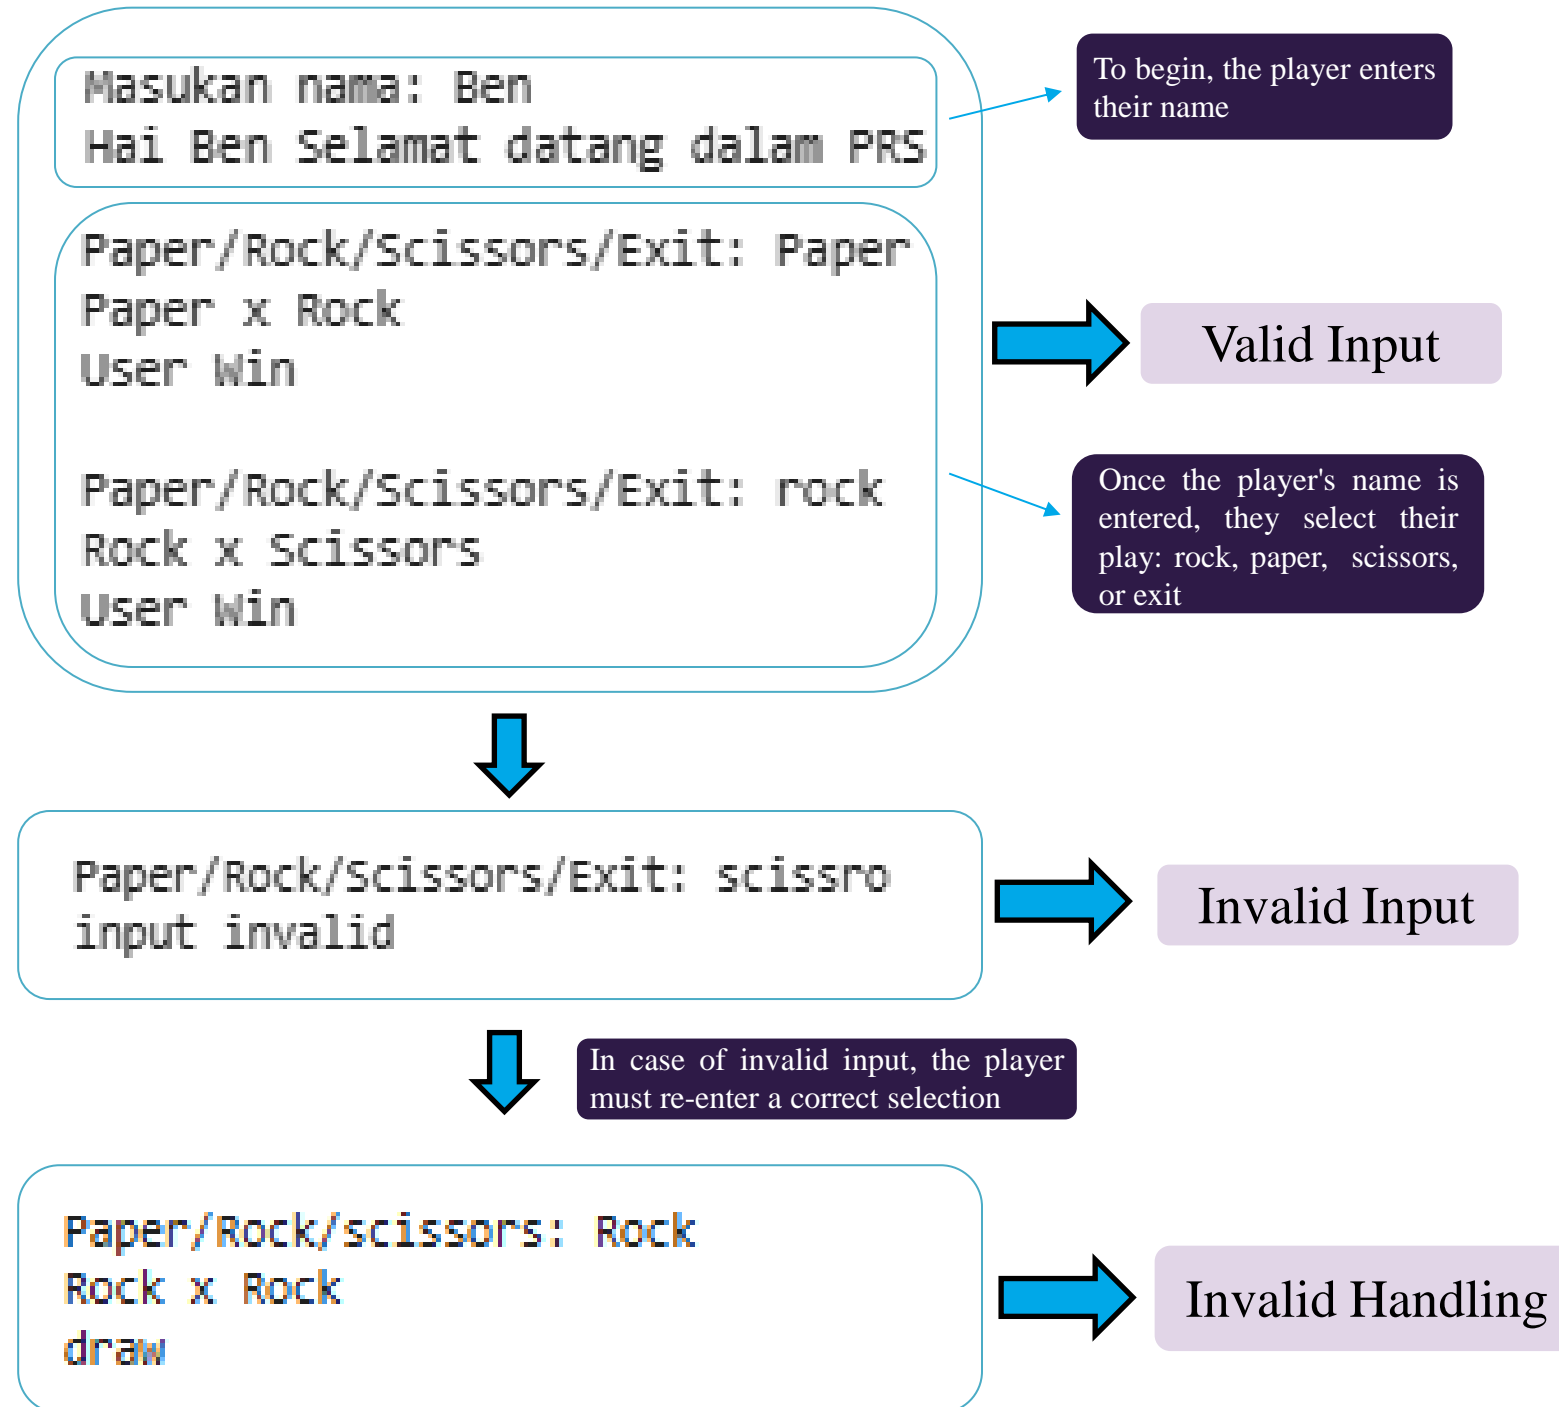 Masukan nama: Ben
Hai Ben Selamat datang dalam PRS
To begin, the player enters
their name
Paper/Rock/Scissors/Exit: Paper
Paper x Rock
User Win
Valid Input
Paper/Rock/Scissors/Exit: rock
Rock x Scissors
User Win
Once the player's name is
entered, they select their
play: rock, paper, scissors,
or exit
Paper/Rock/Scissors/Exit: scissro
input invalid
Invalid Input
In case of invalid input, the player
must re-enter a correct selection
Paper/Rock/scissors: Rock
Rock x Rock
draw
Invalid Handling